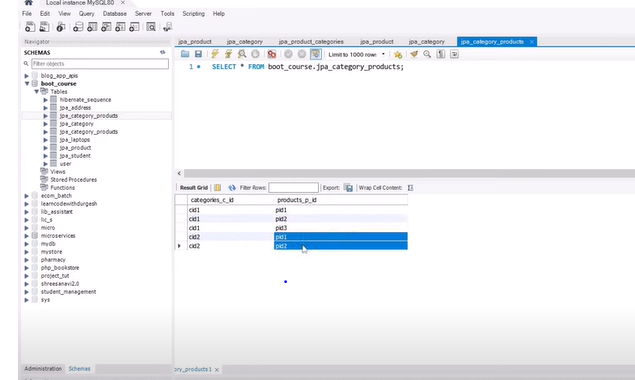 Local instance MySQL80
File Edit View Query Database Server Tools Scripting Help
Navigator
SCHEMAS
Filter objects
blog_app_apis
boot_course
Tables
hibernate_sequence
jpa_address
jpa_category_products
jpa_category
jpa_category_products
jpa_laptops
jpa_product
jpa_student
user
Views
Stored Procedures
Functions
ecom_batch
learncodewithdurgesh
lib_assistant
lic_s
micro
microservices
mydb
mystore
pharmacy
php_bookstore
project_tut
shreesanavi2.0
student_management
sys
Administration Schemas
jpa_product jpa_category jpa_product_categories jpa_product jpa_category jpa_category_products
Limit to 1000 rows
1 SELECT * FROM boot_course.jpa_category_products;
Result Grid Filter Rows: Export: Wrap Cell Content:
categories_c_id products_p_id
cid1 pid1
cid1 pid2
cid1 pid3
cid2 pid1
cid2 pid2
ory_products1